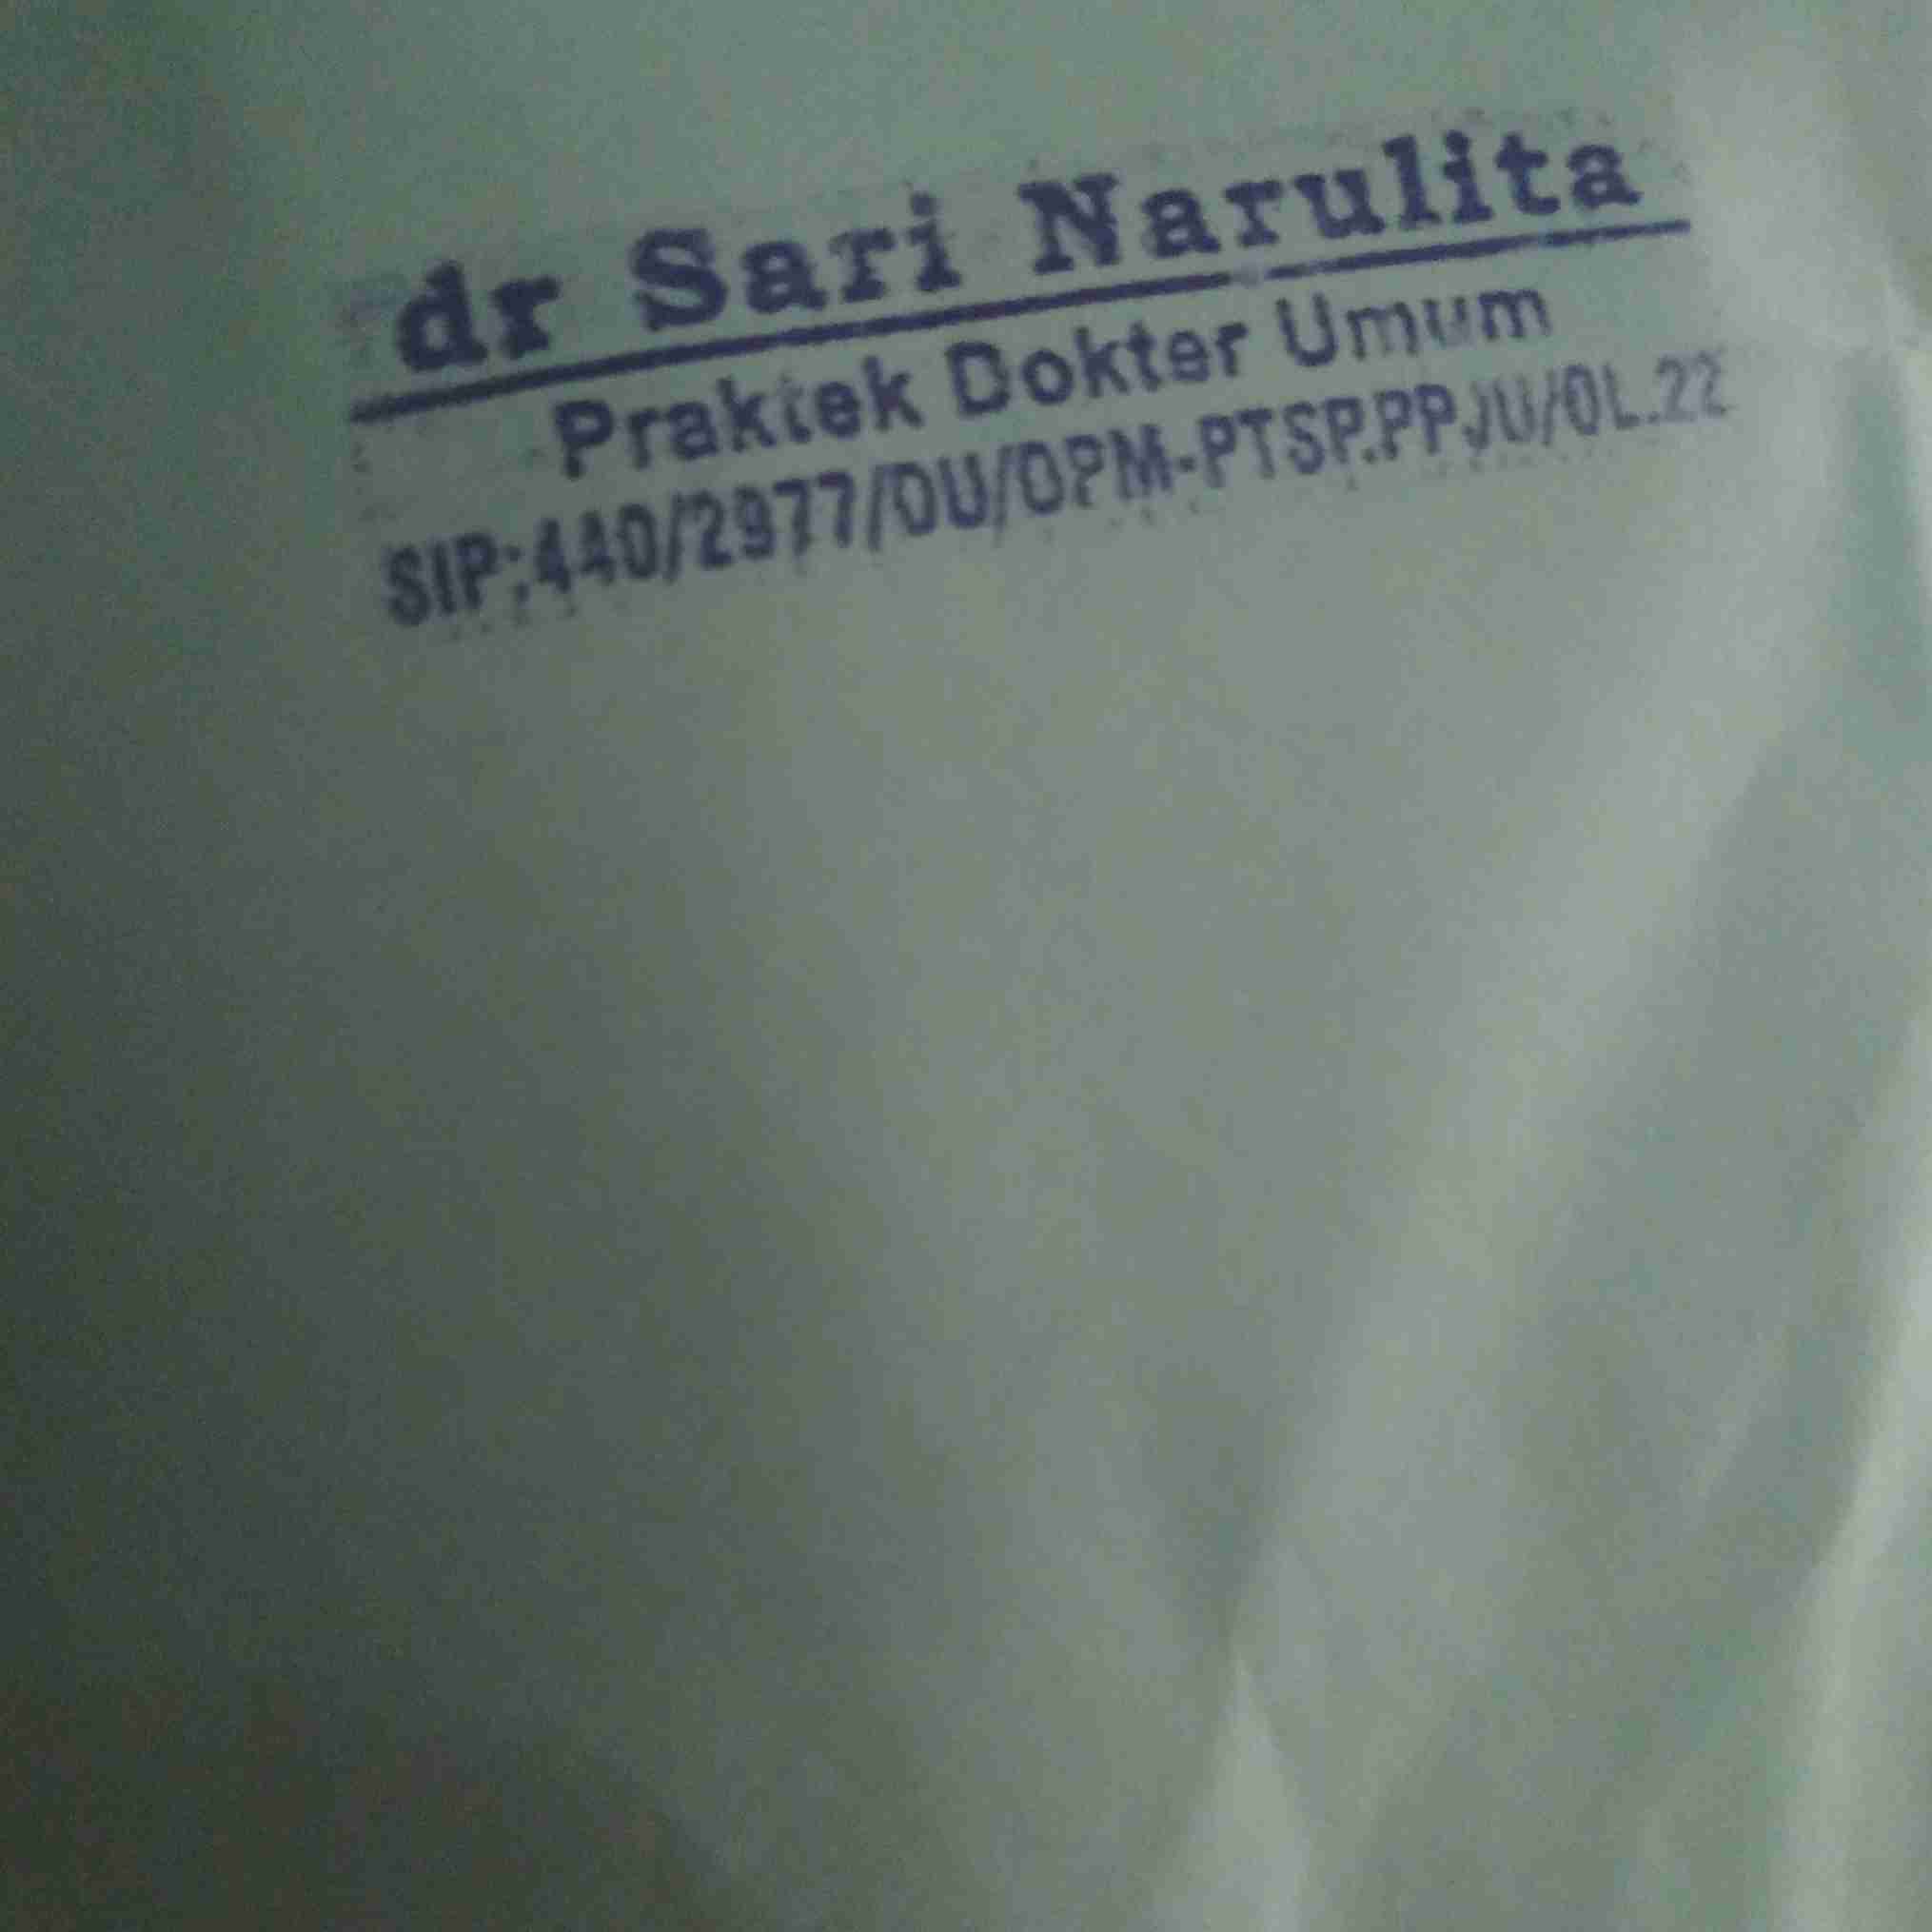 dr Sari Narulita
Praktek Dokter Umum
SIP:440/2977/DU/DPM-PTSP.PPJU/OL.22